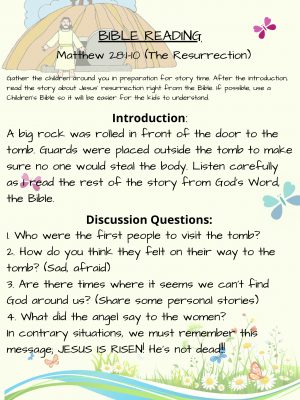 BIBLE READING
Matthew 28:1-10 (The Resurrection)
Gather the children around you in preparation for story time. After the introduction,
read the story about Jesus' resurrection right from the Bible. If possible, use a
Children's Bible so it will be easier for the kids to understand.
Introduction:
A big rock was rolled in front of the door to the
tomb. Guards were placed outside the tomb to make
sure no one would steal the body. Listen carefully
as I read the rest of the story from God's Word,
the Bible.
Discussion Questions:
1. Who were the first people to visit the tomb?
2. How do you think they felt on their way to the
tomb? (Sad, afraid)
3. Are there times where it seems we can't find
God around us? (Share some personal stories)
4. What did the angel say to the women?
In contrary situations, we must remember this
message; JESUS IS RISEN! He's not dead!!!